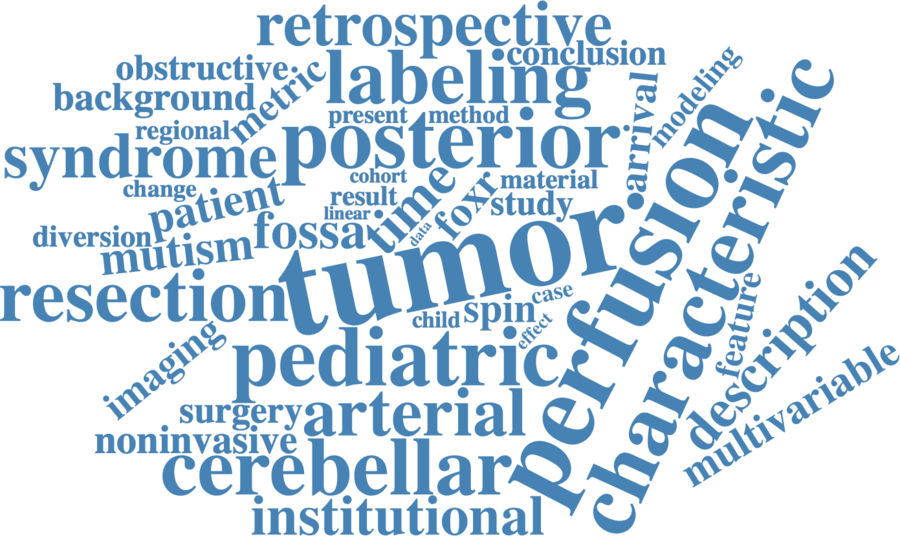 retrospective
conclusion
obstructive
labeling
metric
background
arrival
modeling
present
method
regional
posterior
syndrome
characteristic
perfusion
cohort
material
change
time
foxr
result
study
patient
linear
data
fossa
diversion
mutism
tumor
resection
case
spin
child
effect
feature
description
pediatric
imaging
multivariable
surgery
arterial
noninvasive
cerebellar
institutional